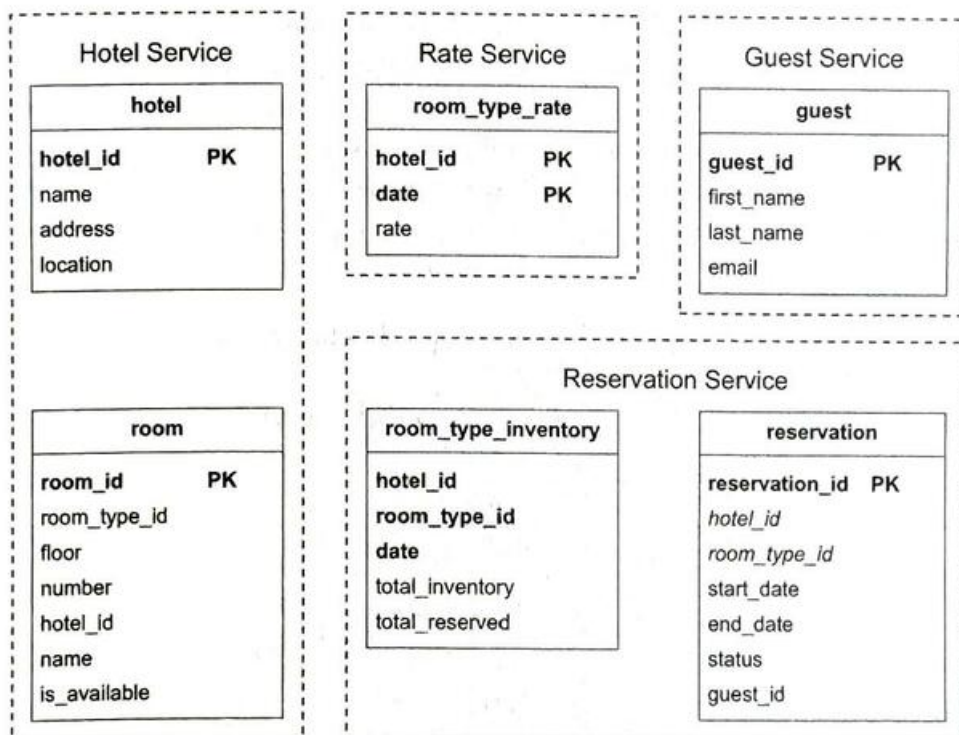 Hotel Service
hotel
hotel_id PK
name
address
location
room
room_id PK
room_type_id
floor
number
hotel_id
name
is_available
Rate Service
room_type_rate
hotel_id PK
date PK
rate
Guest Service
guest
guest_id PK
first_name
last_name
email
Reservation Service
room_type_inventory
hotel_id
room_type_id
date
total_inventory
total_reserved
reservation
reservation_id PK
hotel_id
room_type_id
start_date
end_date
status
guest_id